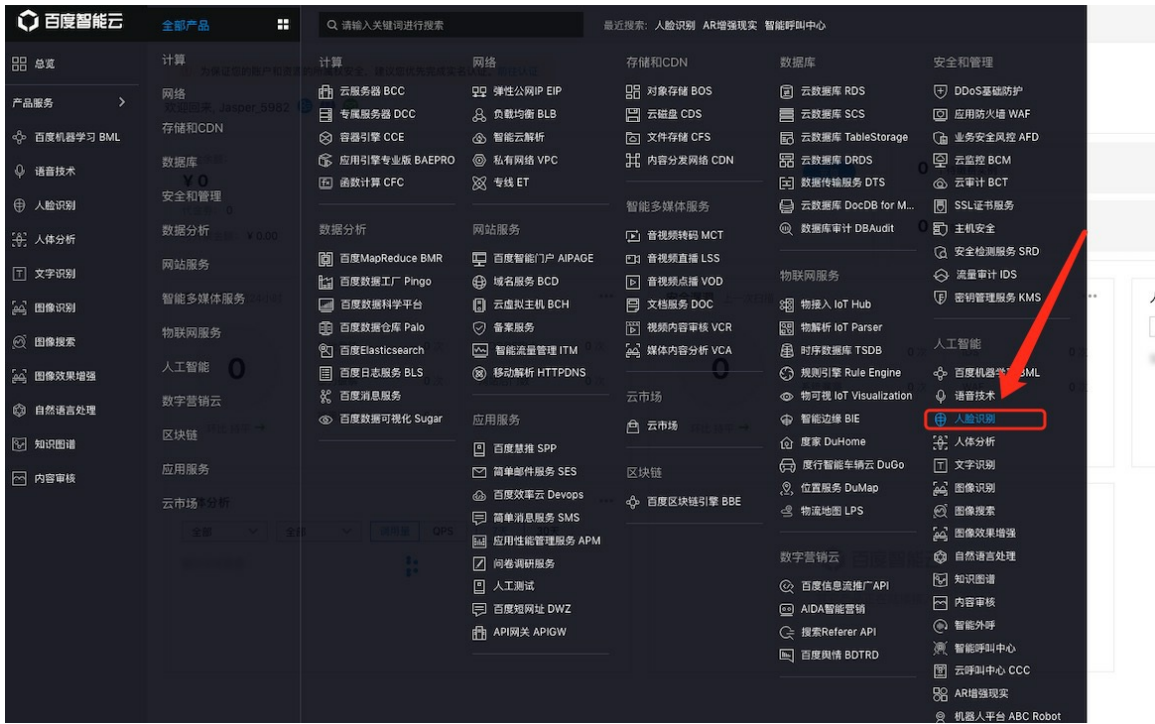 百度智能云
全部产品
请输入关键词进行搜索
最近搜索: 人脸识别 AR增强现实 智能呼叫中心
总览
产品服务
百度机器学习 BML
语音技术
人脸识别
人体分析
文字识别
图像识别
图像搜索
图像效果增强
自然语言处理
知识图谱
内容审核
计算
网络
存储和CDN
数据库
安全和管理
数据分析
网站服务
智能多媒体服务
物联网服务
人工智能
数字营销云
区块链
应用服务
云市场
欢迎回来, Jasper_5982
¥ 0
¥ 0.00
0
分析
全部
调用量
QPS
计算
云服务器 BCC
专属服务器 DCC
容器引擎 CCE
应用引擎专业版 BAEPRO
函数计算 CFC
数据分析
百度MapReduce BMR
百度数据工厂 Pingo
百度数据科学平台
百度数据仓库 Palo
百度Elasticsearch
百度日志服务 BLS
百度消息服务
百度数据可视化 Sugar
网络
弹性公网IP EIP
负载均衡 BLB
智能云解析
私有网络 VPC
专线 ET
网站服务
百度智能门户 AIPAGE
域名服务 BCD
云虚拟主机 BCH
备案服务
智能流量管理 ITM
移动解析 HTTPDNS
应用服务
百度慧推 SPP
简单邮件服务 SES
百度效率云 Devops
简单消息服务 SMS
应用性能管理服务 APM
问卷调研服务
人工测试
百度短网址 DWZ
API网关 APIGW
存储和CDN
对象存储 BOS
云磁盘 CDS
文件存储 CFS
内容分发网络 CDN
智能多媒体服务
音视频转码 MCT
音视频直播 LSS
音视频点播 VOD
文档服务 DOC
视频内容审核 VCR
媒体内容分析 VCA
0
云市场
云市场
区块链
百度区块链引擎 BBE
数据库
云数据库 RDS
云数据库 SCS
云数据库 TableStorage
云数据库 DRDS
数据传输服务 DTS
云数据库 DocDB for M...
数据库审计 DBAudit
物联网服务
物接入 IoT Hub
物解析 IoT Parser
时序数据库 TSDB
规则引擎 Rule Engine
物可视 IoT Visualization
智能边缘 BIE
度家 DuHome
度行智能车辆云 DuGo
位置服务 DuMap
物流地图 LPS
数字营销云
百度信息流推广API
AIDA智能营销
搜索Referer API
百度舆情 BDTRD
安全和管理
DDoS基础防护
应用防火墙 WAF
业务安全风控 AFD
云监控 BCM
云审计 BCT
SSL证书服务
主机安全
安全检测服务 SRD
流量审计 IDS
密钥管理服务 KMS
人工智能
百度机器学习 BML
语音技术
人脸识别
人体分析
文字识别
图像识别
图像搜索
图像效果增强
自然语言处理
知识图谱
内容审核
智能外呼
智能呼叫中心
云呼叫中心 CCC
AR增强现实
机器人平台 ABC Robot